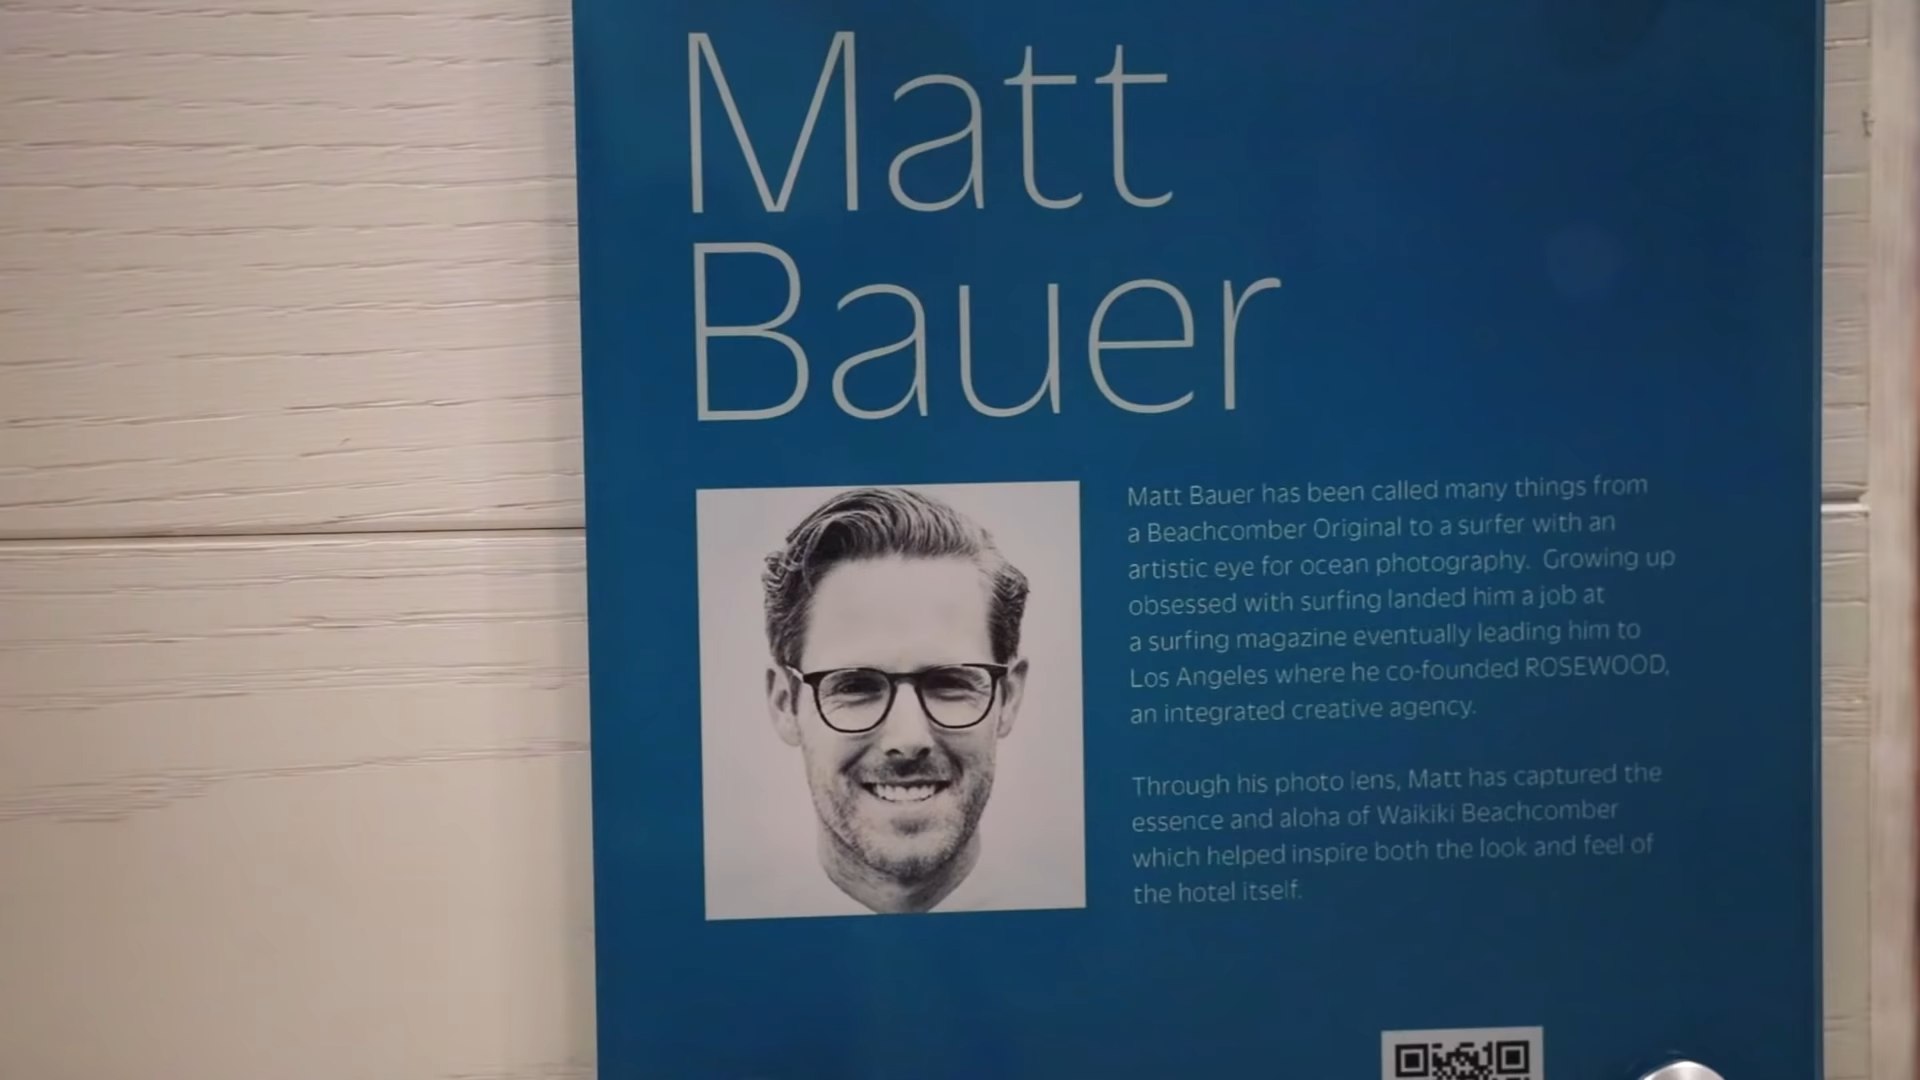 Matt
Bauer
Matt Bauer has been called many things from
a Beachcomber Original to a surfer with an
artistic eye for ocean photography.  Growing up
obsessed with surfing landed him a job at
a surfing magazine eventually leading him to
Los Angeles where he co-founded ROSEWOOD,
an integrated creative agency.
Through his photo lens, Matt has captured the
essence and aloha of Waikiki Beachcomber
which helped inspire both the look and feel of
the hotel itself.